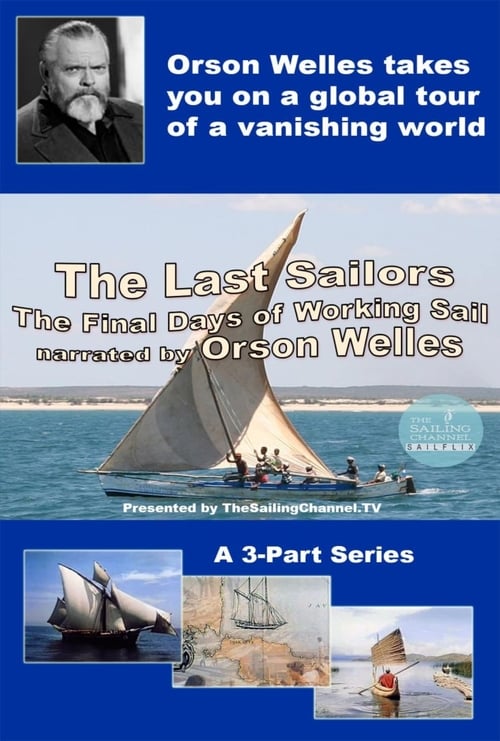 Orson Welles takes
you on a global tour
of a vanishing world
The Last Sailors
The Final Days of Working Sail
narrated by Orson Welles
THE
SAILING
CHANNEL
SAILFLIX
Presented by TheSailingChannel.TV
A 3-Part Series